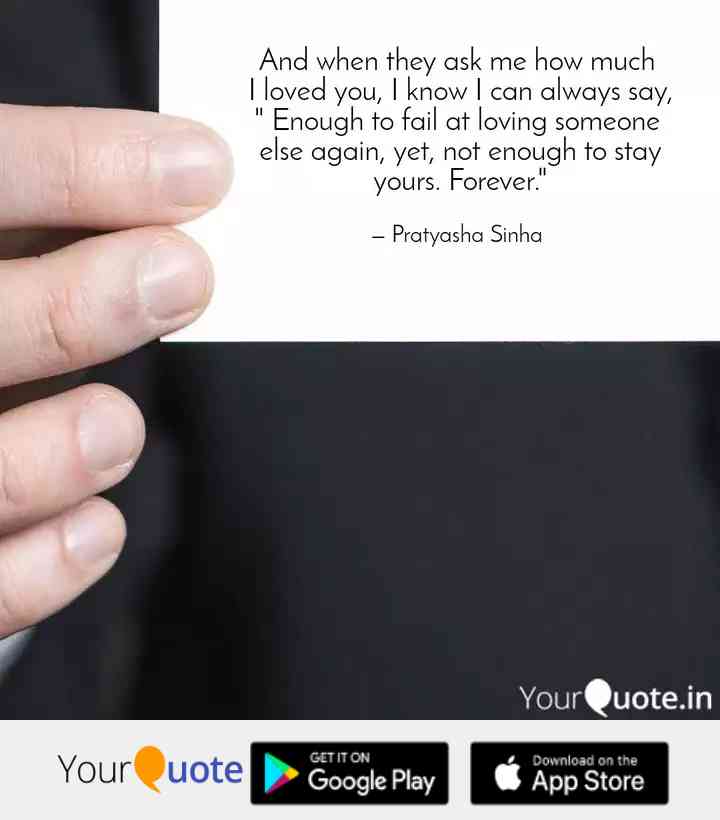 And when they ask me how much
I loved you, I know I can always say,
" Enough to fail at loving someone
else again, yet, not enough to stay
yours. Forever."
– Pratyasha Sinha
YourQuote.in
YourQuote
GET IT ON
Google Play
Download on the
App Store